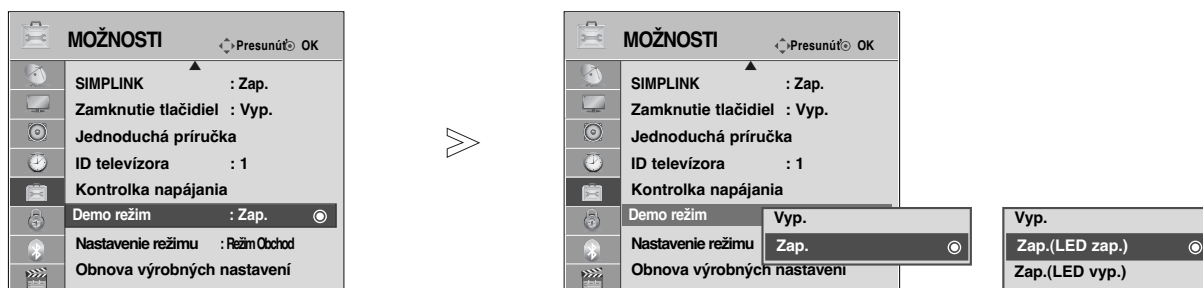 MOŽNOSTI
Presunúť OK
SIMPLINK : Zap.
Zamknutie tlačidiel : Vyp.
Jednoduchá príručka
ID televízora : 1
Kontrolka napájania
Demo režim : Zap.
Nastavenie režimu : Režim Obchod
Obnova výrobných nastavení
MOŽNOSTI
Presunúť OK
SIMPLINK : Zap.
Zamknutie tlačidiel : Vyp.
Jednoduchá príručka
ID televízora : 1
Kontrolka napájania
Demo režim
Nastavenie režimu
Obnova výrobných nastavení
Vyp.
Zap.
Vyp.
Zap.(LED zap.)
Zap.(LED vyp.)